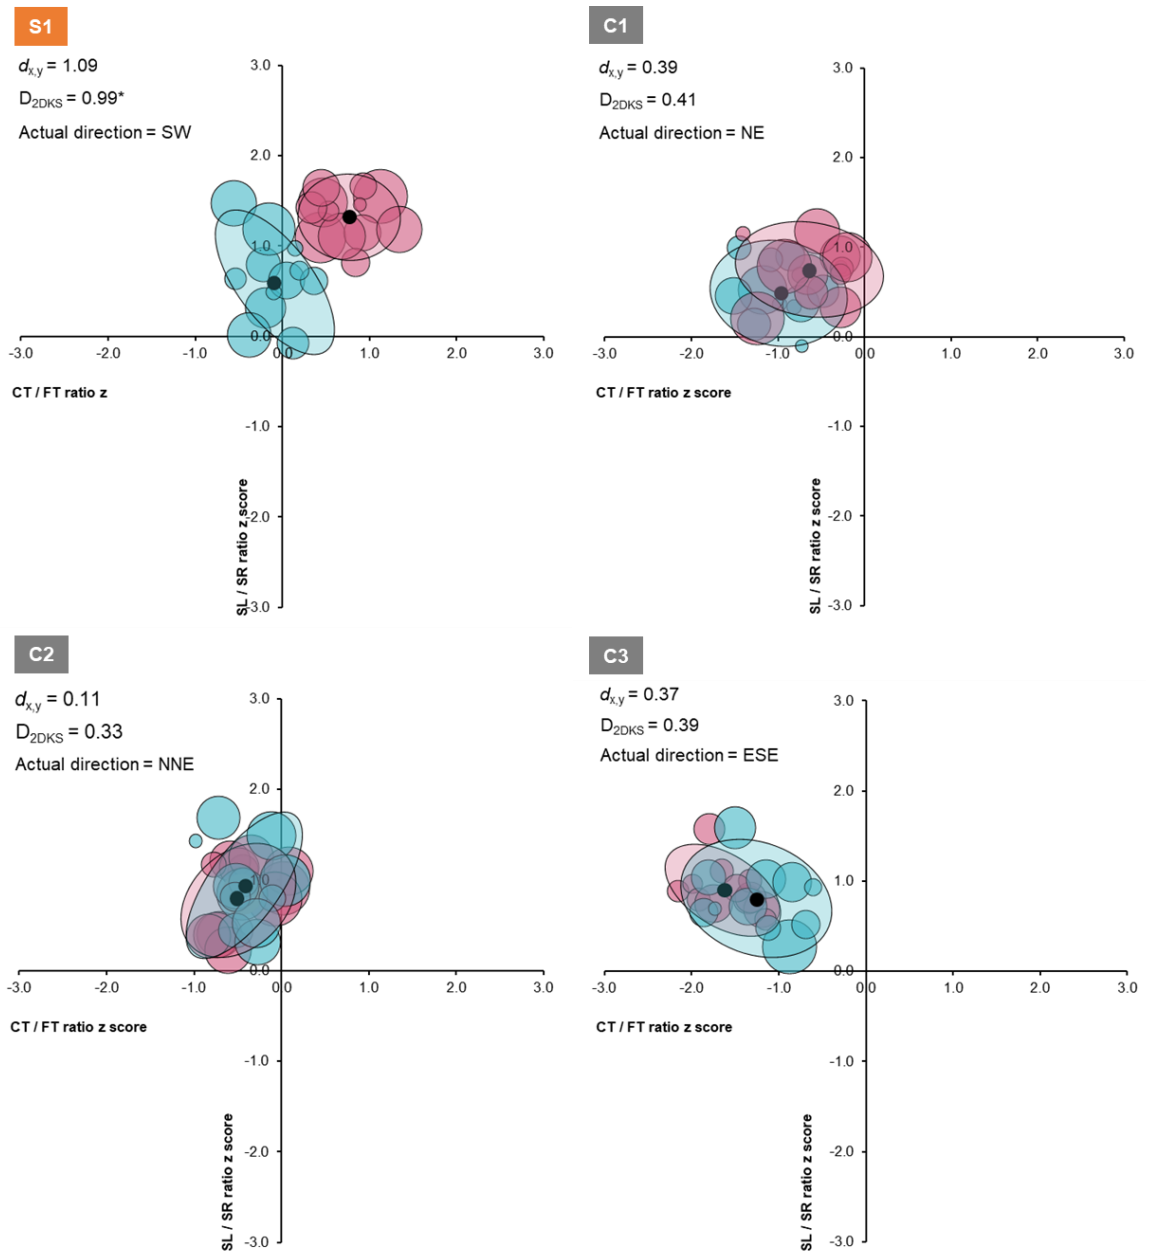 S1
d x,y = 1.09
D 2DKS = 0.99*
Actual direction = SW
3.0
2.0
1.0
0.0
-3.0 -2.0 -1.0 0.0 1.0 2.0 3.0
CT / FT ratio z
-1.0
-2.0
-3.0
SL / SR ratio z score
C1
d x,y = 0.39
D 2DKS = 0.41
Actual direction = NE
3.0
2.0
1.0
0.0
-3.0 -2.0 -1.0 0.0 1.0 2.0 3.0
CT / FT ratio z score
-1.0
-2.0
-3.0
SL / SR ratio z score
C2
d x,y = 0.11
D 2DKS = 0.33
Actual direction = NNE
3.0
2.0
1.0
0.0
-3.0 -2.0 -1.0 0.0 1.0 2.0 3.0
CT / FT ratio z score
-1.0
-2.0
-3.0
SL / SR ratio z score
C3
d x,y = 0.37
D 2DKS = 0.39
Actual direction = ESE
3.0
2.0
1.0
0.0
-3.0 -2.0 -1.0 0.0 1.0 2.0 3.0
CT / FT ratio z score
-1.0
-2.0
-3.0
SL / SR ratio z score